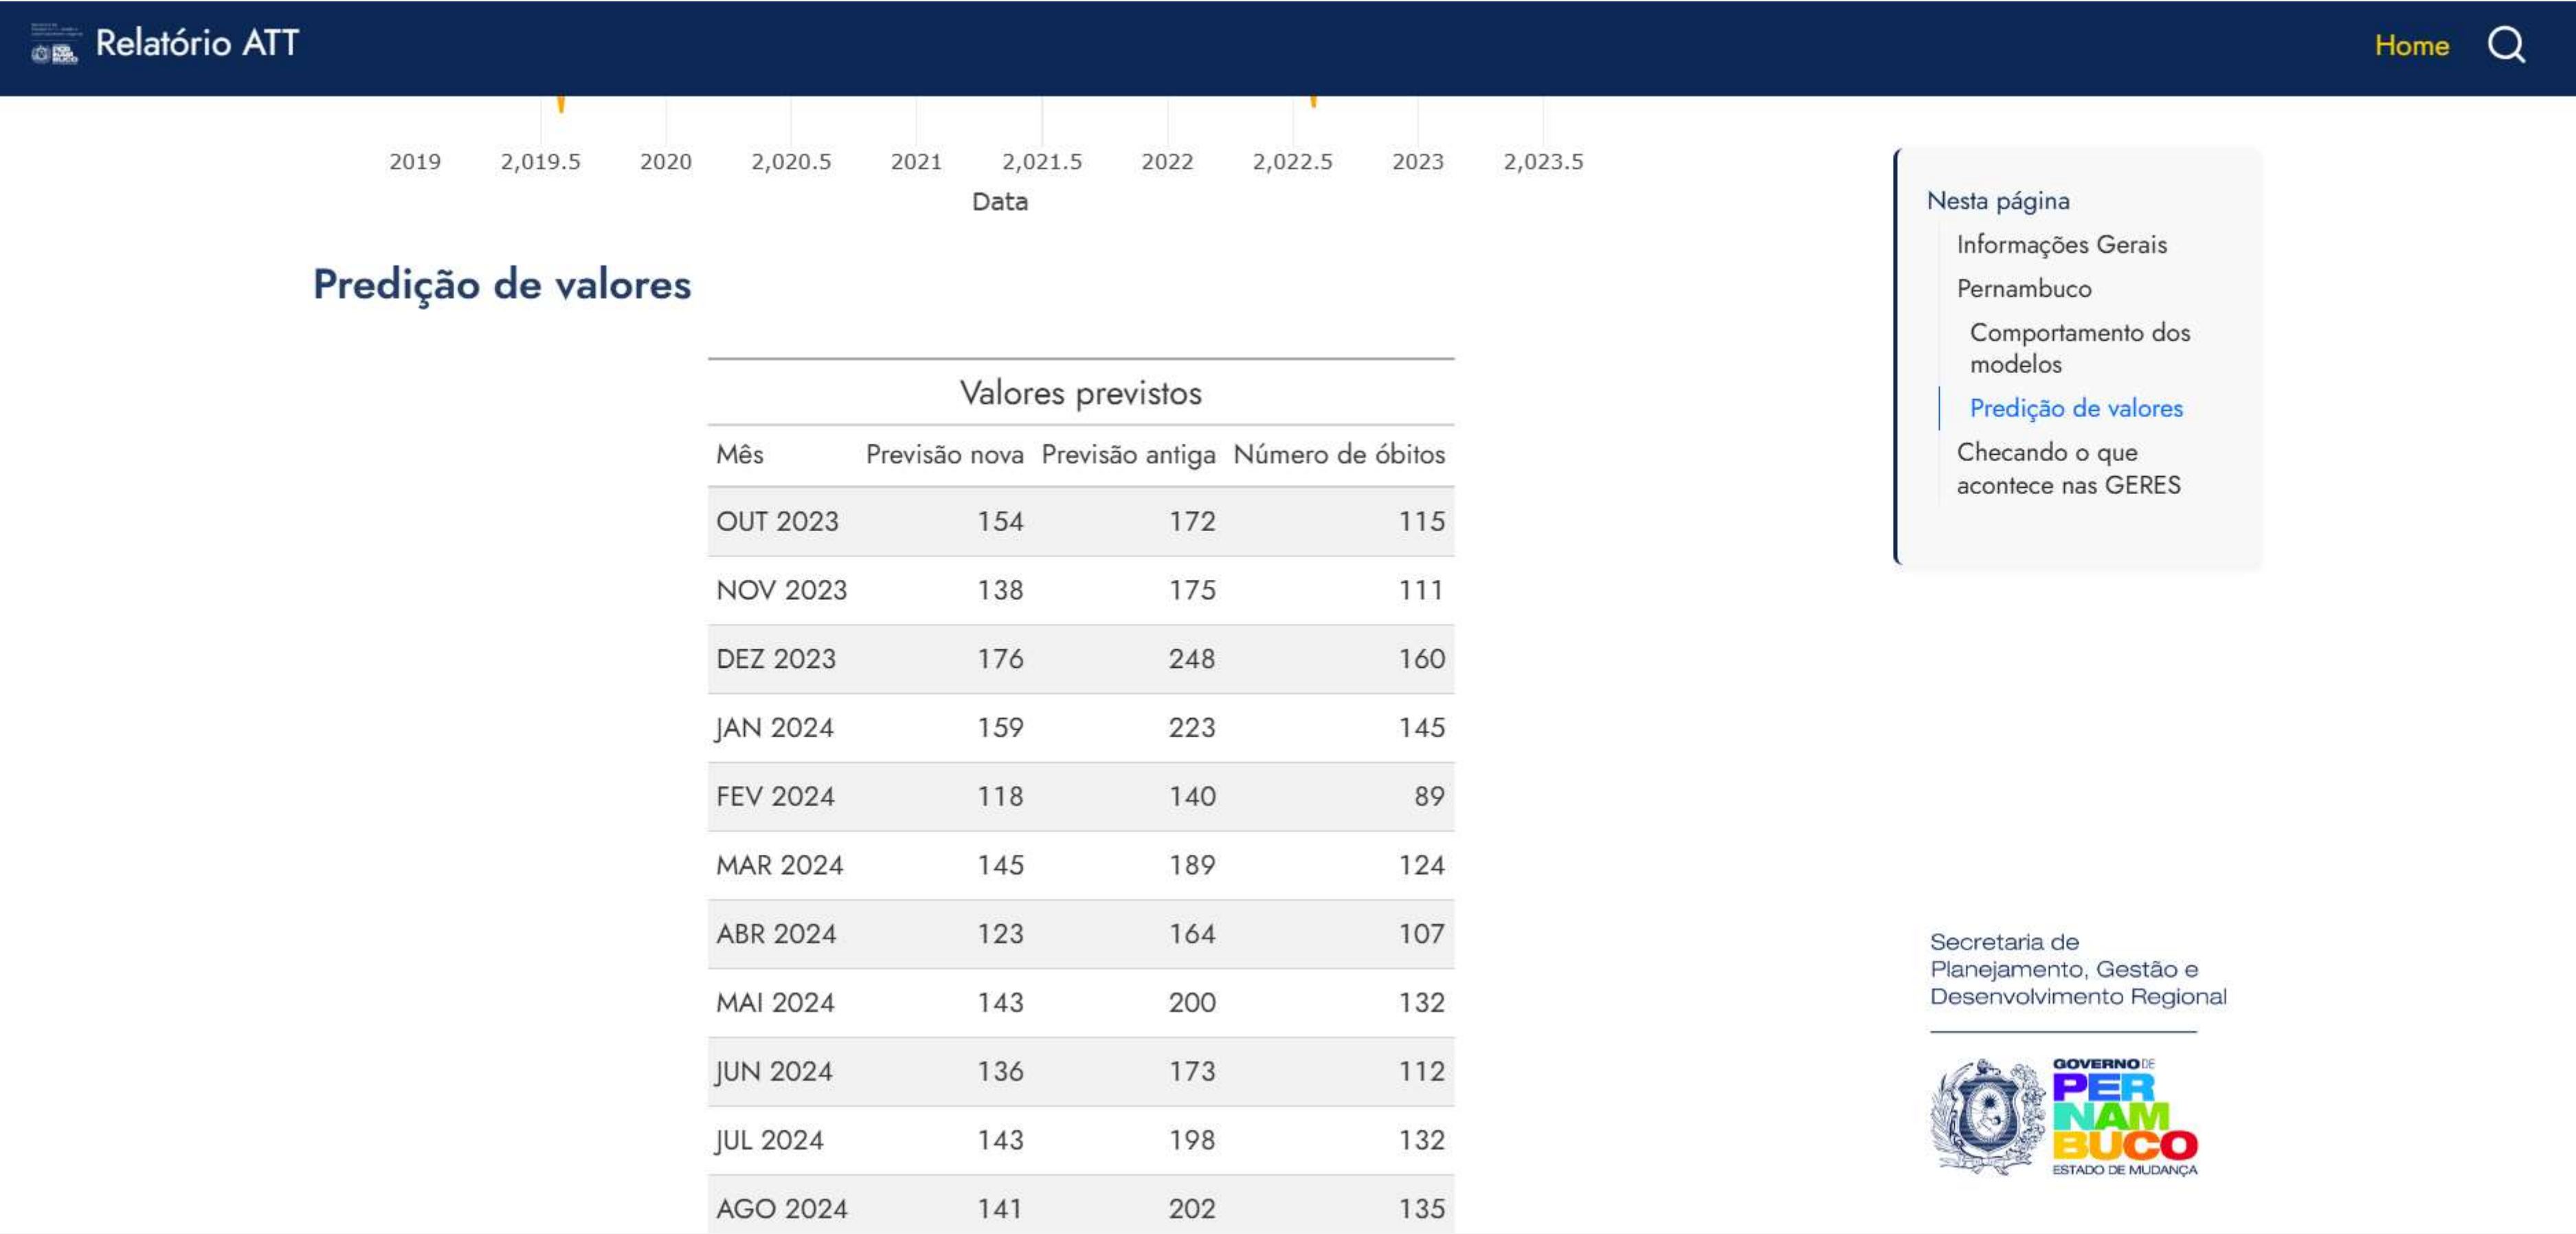 Relatório ATT
Home
2019 2,019.5 2020 2,020.5 2021 2,021.5 2022 2,022.5 2023 2,023.5
Data
Predição de valores
Valores previstos
Mês Previsão nova Previsão antiga Número de óbitos
OUT 2023 154 172 115
NOV 2023 138 175 111
DEZ 2023 176 248 160
JAN 2024 159 223 145
FEV 2024 118 140 89
MAR 2024 145 189 124
ABR 2024 123 164 107
MAI 2024 143 200 132
JUN 2024 136 173 112
JUL 2024 143 198 132
AGO 2024 141 202 135
Nesta página
Informações Gerais
Pernambuco
Comportamento dos
modelos
Predição de valores
Checando o que
acontece nas GERES
Secretaria de
Planejamento, Gestão e
Desenvolvimento Regional
GOVERNO DE
PER
NAM
BUCO
ESTADO DE MUDANÇA